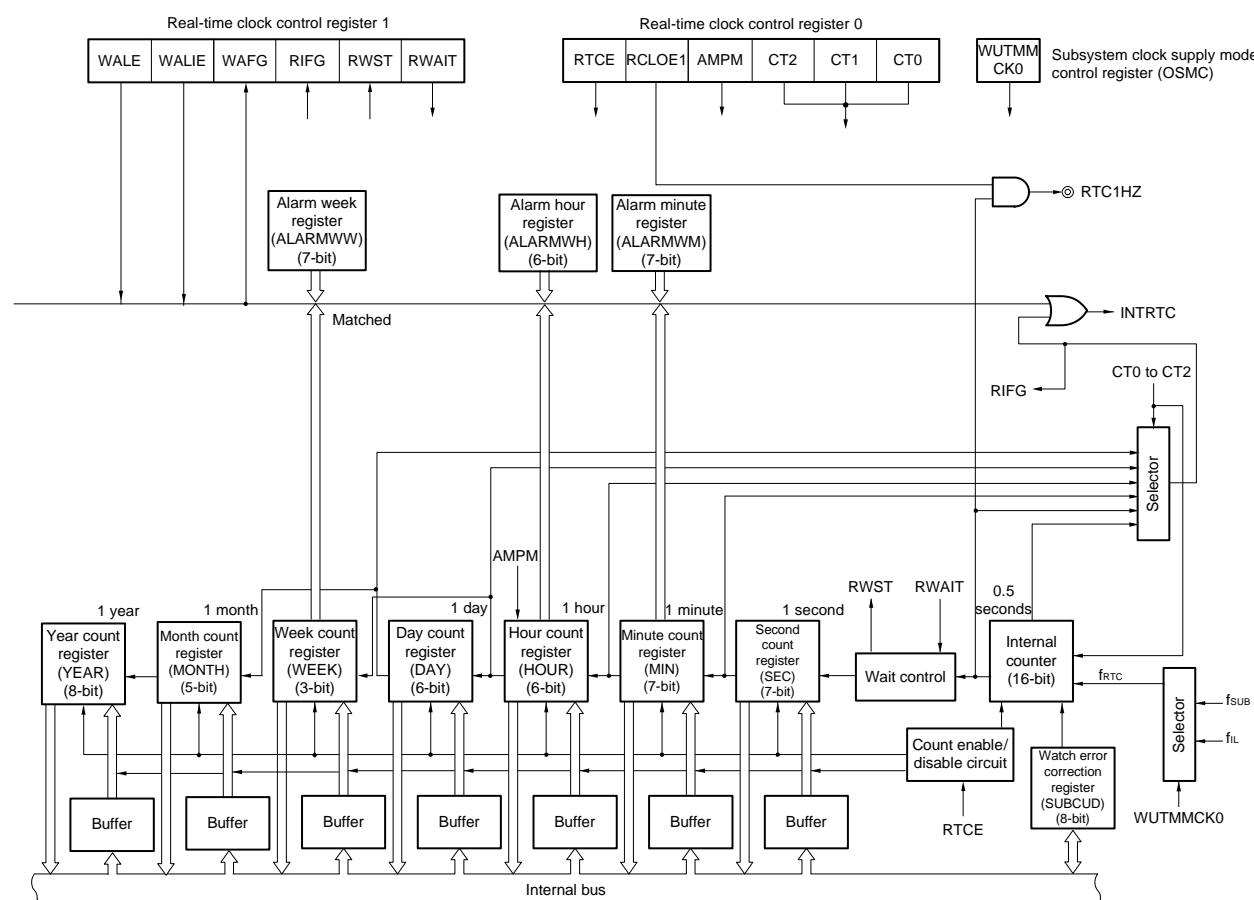 Real-time clock control register 1
WALE WALIE WAFG RIFG RWST RWAIT
Real-time clock control register 0
RTCE RCLOE1 AMPM CT2 CT1 CT0
WUTMM
CK0
Subsystem clock supply mode
control register (OSMC)
RTC1HZ
Alarm week
register
(ALARMWW)
(7-bit)
Alarm hour
register
(ALARMWH)
(6-bit)
Alarm minute
register
(ALARMWM)
(7-bit)
Matched
INTRTC
RIFG
CT0 to CT2
Selector
AMPM
RWST
RWAIT
0.5
seconds
1 year
1 month
1 day
1 hour
1 minute
1 second
Year count
register
(YEAR)
(8-bit)
Month count
register
(MONTH)
(5-bit)
Week count
register
(WEEK)
(3-bit)
Day count
register
(DAY)
(6-bit)
Hour count
register
(HOUR)
(6-bit)
Minute count
register
(MIN)
(7-bit)
Second
count
register
(SEC)
(7-bit)
Wait control
Internal
counter
(16-bit)
fRTC
Selector
fSUB
fIL
WUTMMCK0
Count enable/
disable circuit
RTCE
Watch error
correction
register
(SUBCUD)
(8-bit)
Buffer
Buffer
Buffer
Buffer
Buffer
Buffer
Buffer
Internal bus